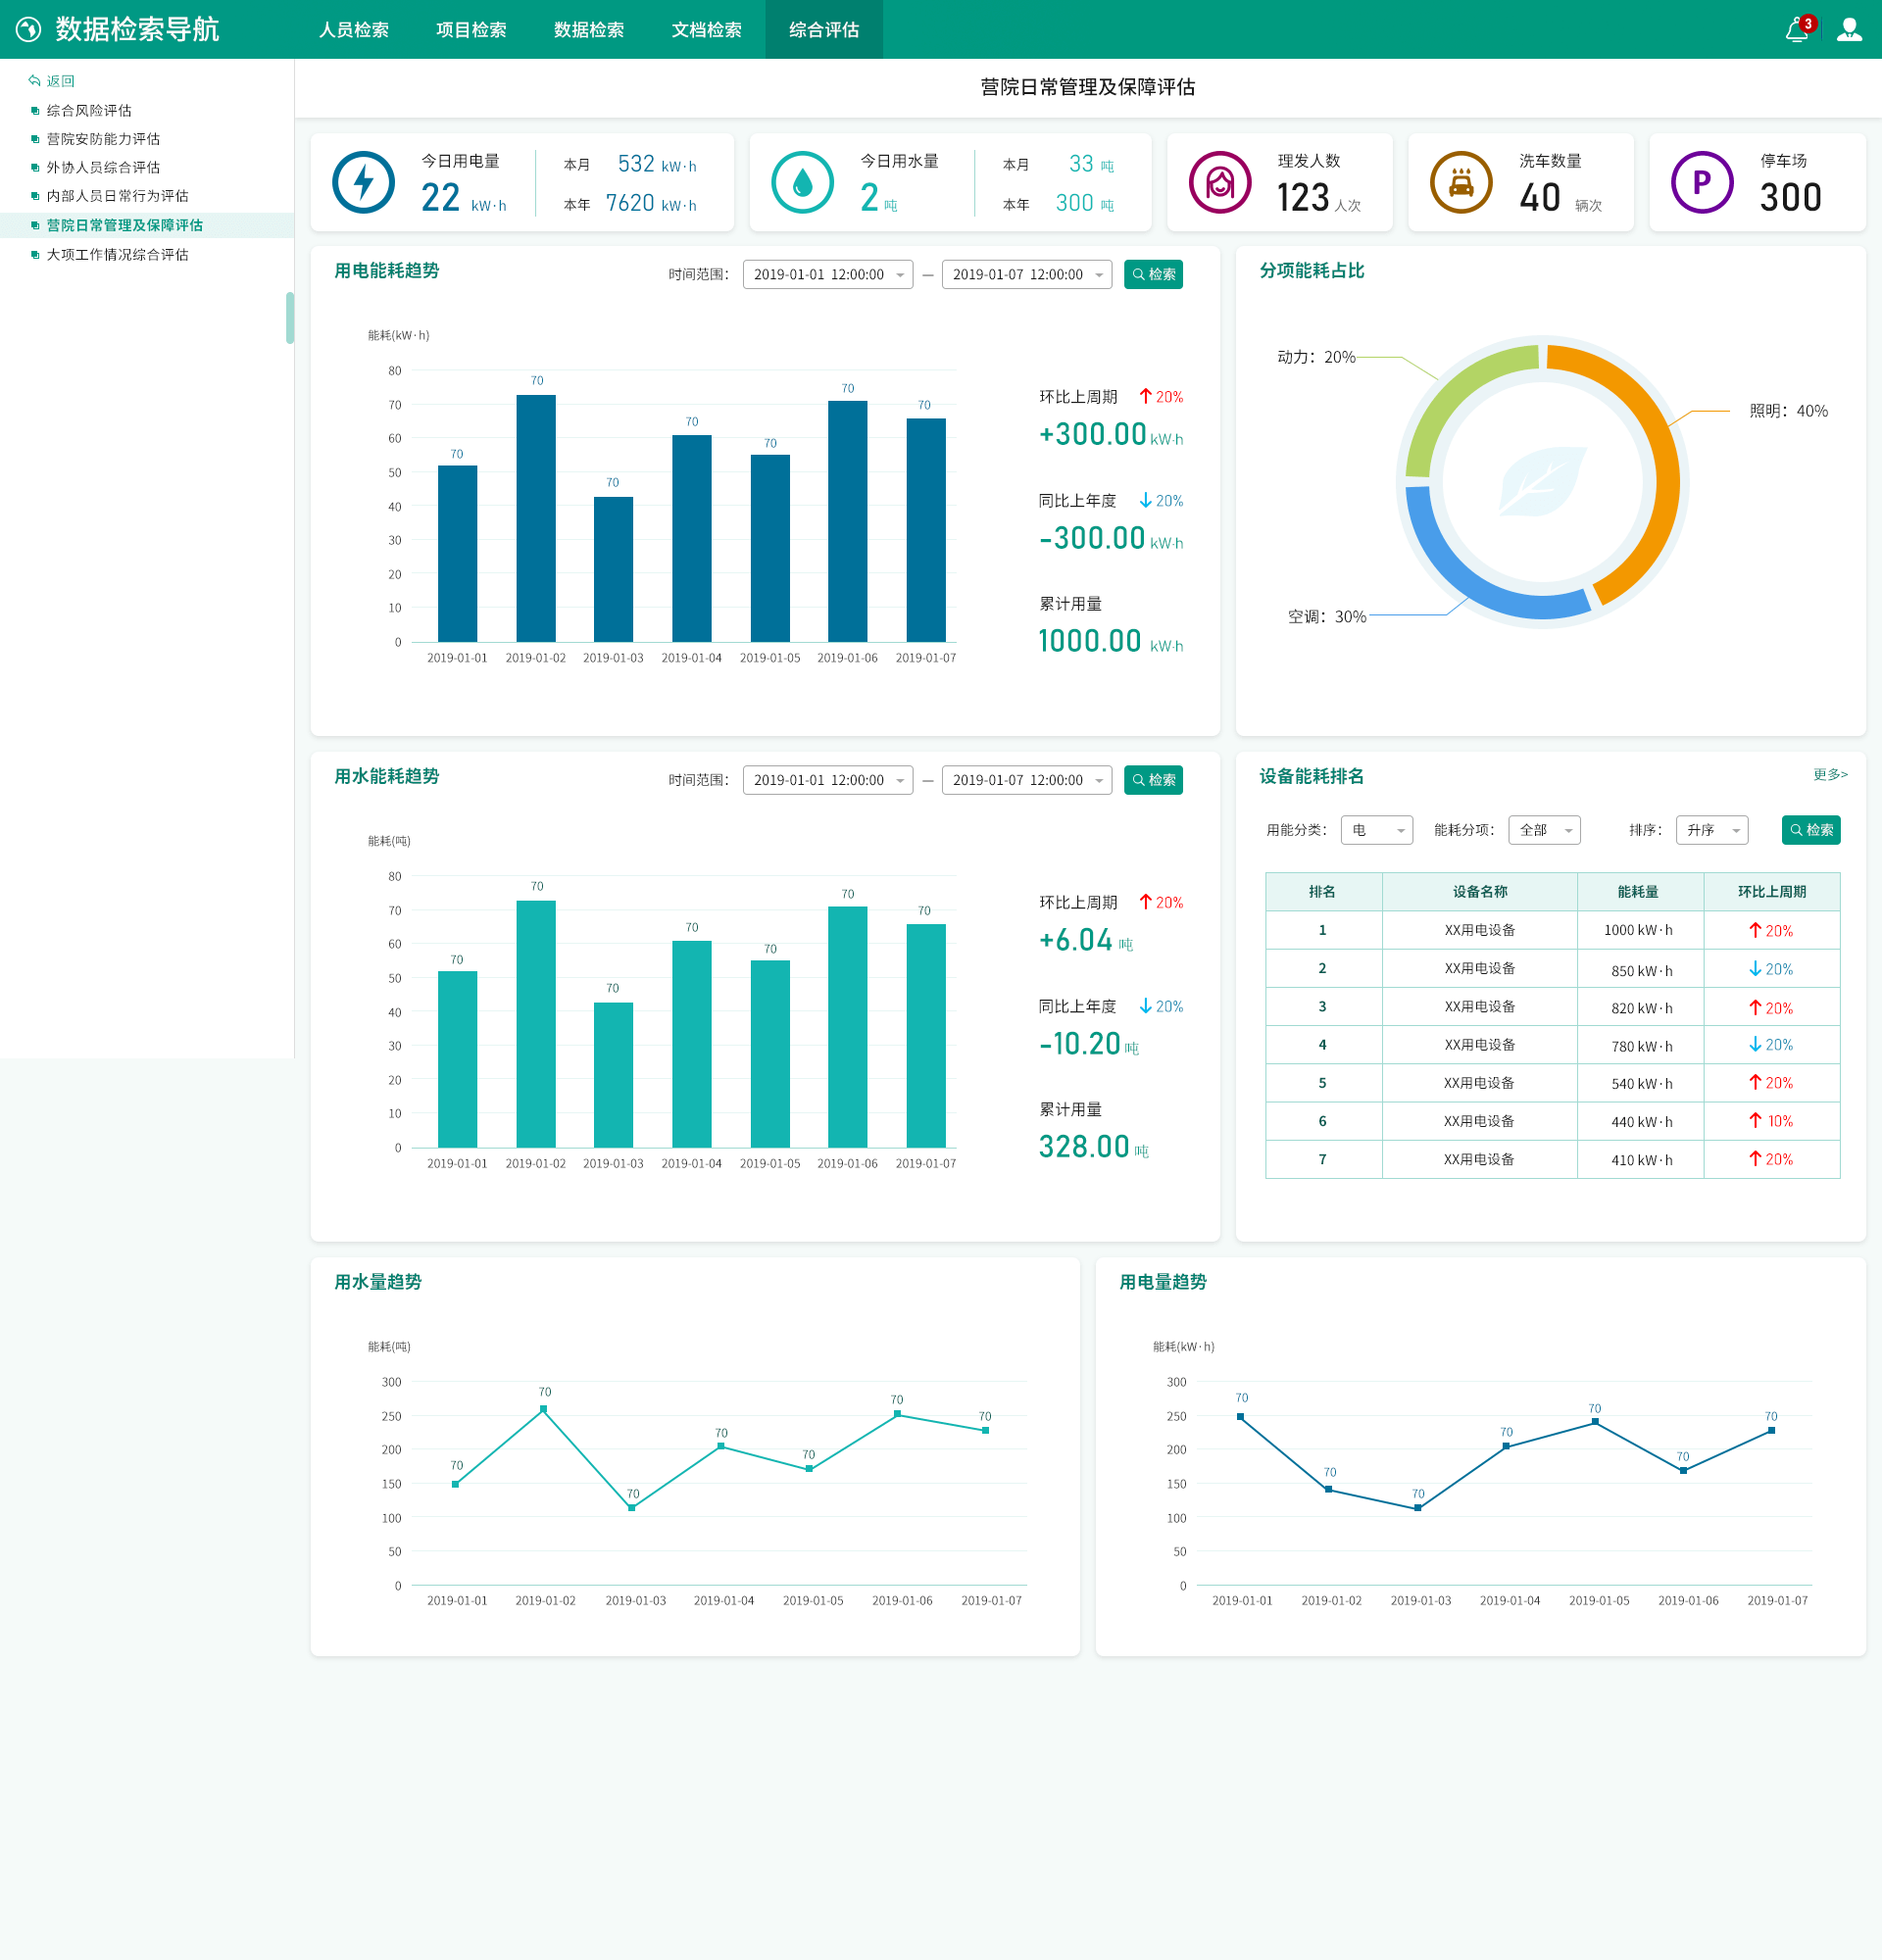 数据检索导航 人员检索 项目检索 数据检索 文档检索 综合评估 3
返回
综合风险评估
营院安防能力评估
外协人员综合评估
内部人员日常行为评估
营院日常管理及保障评估
大项工作情况综合评估
营院日常管理及保障评估
今日用电量
22 kW·h
本月 532 kW·h
本年 7620 kW·h
今日用水量
2 吨
本月 33 吨
本年 300 吨
理发人数
123 人次
洗车数量
40 辆次
P
停车场
300
用电能耗趋势
时间范围： 2019-01-01 12:00:00 — 2019-01-07 12:00:00 检索
能耗(kW·h)
80
70
60
50
40
30
20
10
0
70 70 70 70 70 70 70
2019-01-01 2019-01-02 2019-01-03 2019-01-04 2019-01-05 2019-01-06 2019-01-07
环比上周期 20%
+300.00 kW·h
同比上年度 20%
-300.00 kW·h
累计用量
1000.00 kW·h
分项能耗占比
动力：20%
照明：40%
空调：30%
用水能耗趋势
时间范围： 2019-01-01 12:00:00 — 2019-01-07 12:00:00 检索
能耗(吨)
80
70
60
50
40
30
20
10
0
70 70 70 70 70 70 70
2019-01-01 2019-01-02 2019-01-03 2019-01-04 2019-01-05 2019-01-06 2019-01-07
环比上周期 20%
+6.04 吨
同比上年度 20%
-10.20 吨
累计用量
328.00 吨
设备能耗排名 更多>
用能分类： 电 能耗分项： 全部 排序： 升序 检索
排名 设备名称 能耗量 环比上周期
1 XX用电设备 1000 kW·h 20%
2 XX用电设备 850 kW·h 20%
3 XX用电设备 820 kW·h 20%
4 XX用电设备 780 kW·h 20%
5 XX用电设备 540 kW·h 20%
6 XX用电设备 440 kW·h 10%
7 XX用电设备 410 kW·h 20%
用水量趋势
能耗(吨)
300
250
200
150
100
50
0
70 70 70 70 70 70 70
2019-01-01 2019-01-02 2019-01-03 2019-01-04 2019-01-05 2019-01-06 2019-01-07
用电量趋势
能耗(kW·h)
300
250
200
150
100
50
0
70 70 70 70 70 70 70
2019-01-01 2019-01-02 2019-01-03 2019-01-04 2019-01-05 2019-01-06 2019-01-07